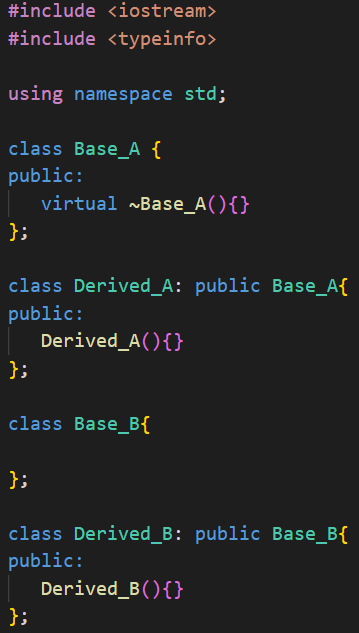 #include <iostream>
#include <typeinfo>
using namespace std;
class Base_A {
public:
virtual ~Base_A(){}
};
class Derived_A: public Base_A{
public:
Derived_A(){}
};
class Base_B{
};
class Derived_B: public Base_B{
public:
Derived_B(){}
};